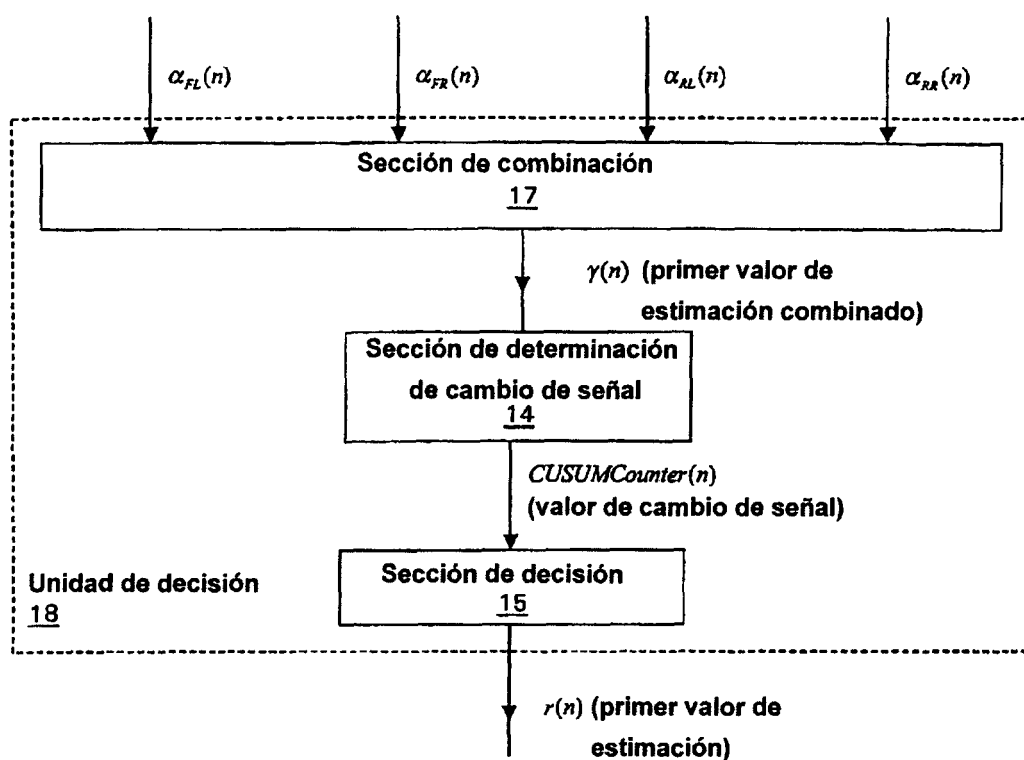 α_FL(n) α_FR(n) α_RL(n) α_RR(n)
Sección de combinación
17
γ(n) (primer valor de
estimación combinado)
Sección de determinación
de cambio de señal
14
CUSUMCounter(n)
(valor de cambio de señal)
Sección de decisión
15
Unidad de decisión
18
r(n) (primer valor de
estimación)